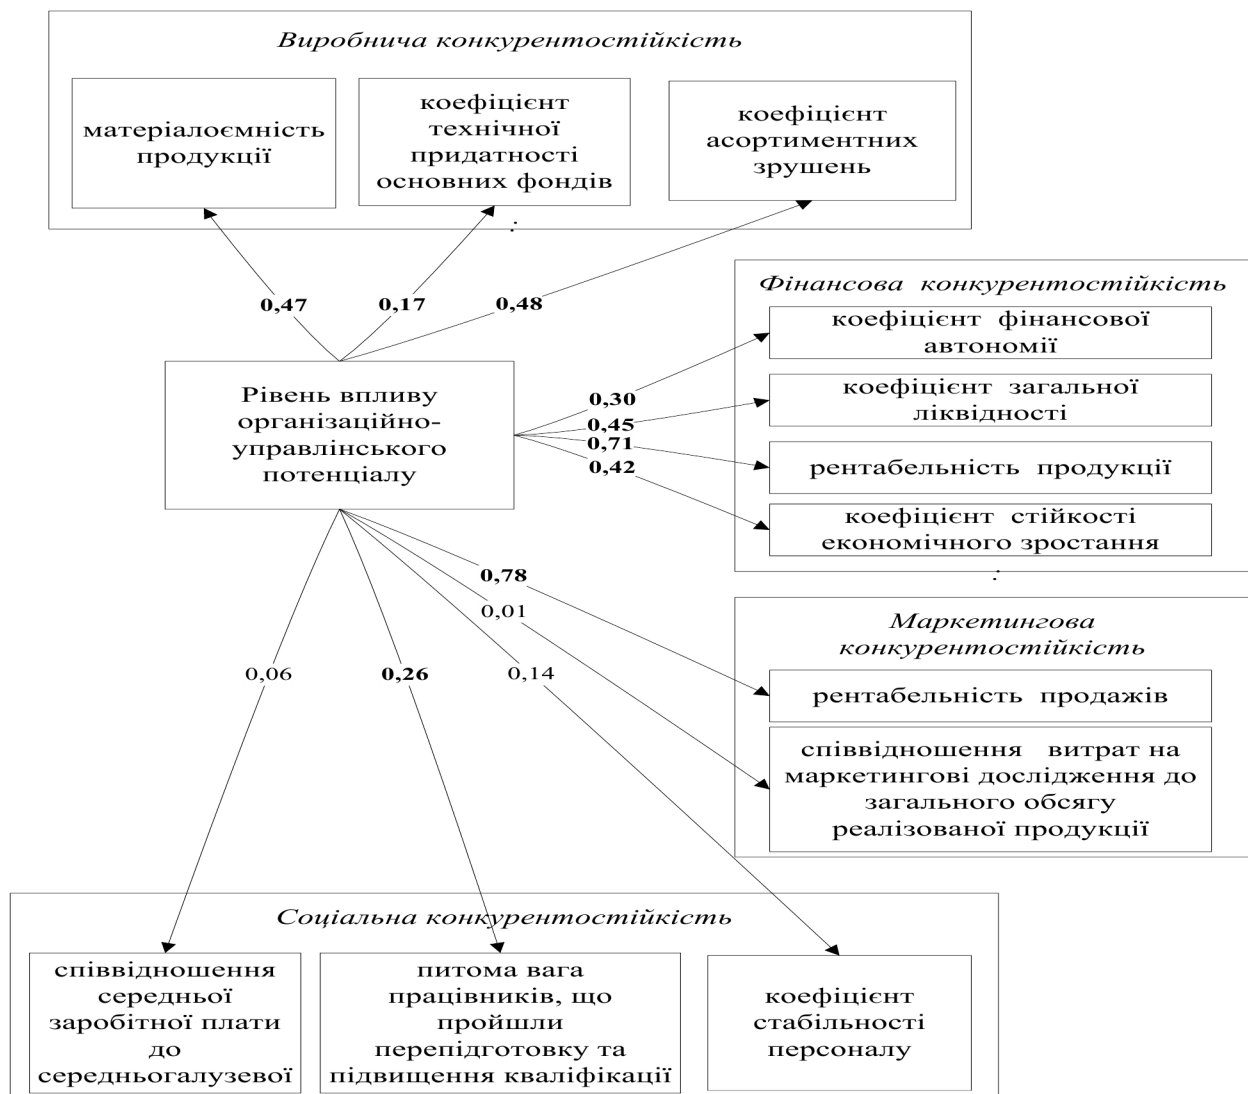 Виробнича конкурентостійкість
матеріалоємність
продукції
коефіцієнт
технічної
придатності
основних фондів
коефіцієнт
асортиментних
зрушень
:
0,47
0,17
0,48
Фінансова конкурентостійкість
коефіцієнт фінансової
автономії
коефіцієнт загальної
ліквідності
рентабельність продукції
коефіцієнт стійкості
економічного зростання
:
Рівень впливу
організаційно-
управлінського
потенціалу
0,30
0,45
0,71
0,42
0,78
0,01
0,06
0,26
0,14
Маркетингова
конкурентостійкість
рентабельність продажів
співвідношення витрат на
маркетингові дослідження до
загального обсягу
реалізованої продукції
Соціальна конкурентостійкість
співвідношення
середньої
заробітної плати
до
середньогалузевої
питома вага
працівників, що
пройшли
перепідготовку та
підвищення кваліфікації
коефіцієнт
стабільності
персоналу